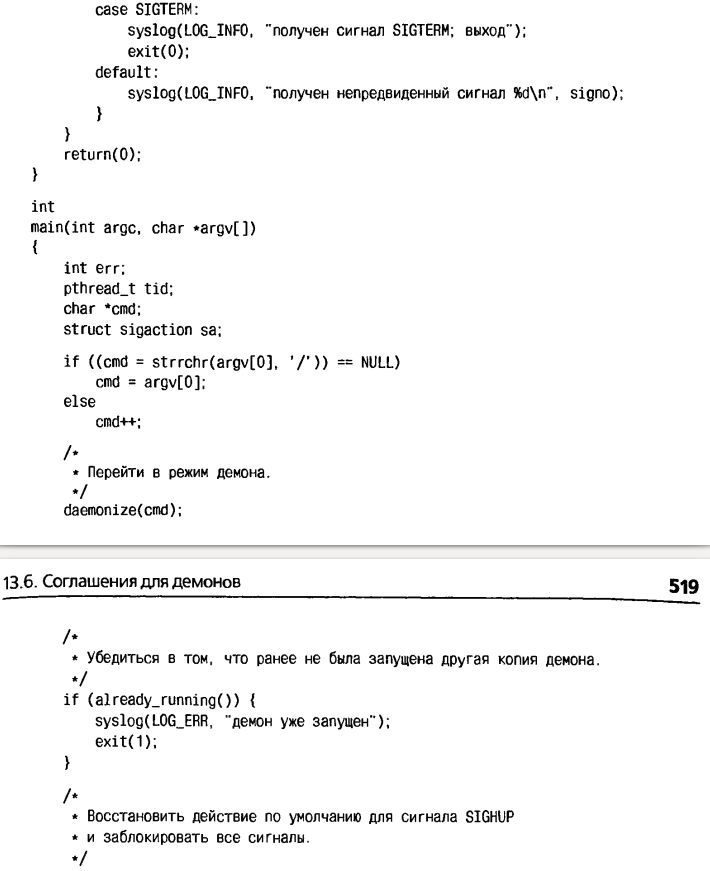 case SIGTERM:
            syslog(LOG_INFO, "получен сигнал SIGTERM; выход");
            exit(0);
        default:
            syslog(LOG_INFO, "получен непредвиденный сигнал %d\n", signo);
        }
    }
    return(0);
}
int
main(int argc, char *argv[])
{
    int err;
    pthread_t tid;
    char *cmd;
    struct sigaction sa;
    if ((cmd = strrchr(argv[0], '/')) == NULL)
        cmd = argv[0];
    else
        cmd++;
    /*
     * Перейти в режим демона.
     */
    daemonize(cmd);
13.6. Соглашения для демонов 519
    /*
     * Убедиться в том, что ранее не была запущена другая копия демона.
     */
    if (already_running()) {
        syslog(LOG_ERR, "демон уже запущен");
        exit(1);
    }
    /*
     * Восстановить действие по умолчанию для сигнала SIGHUP
     * и заблокировать все сигналы.
     */